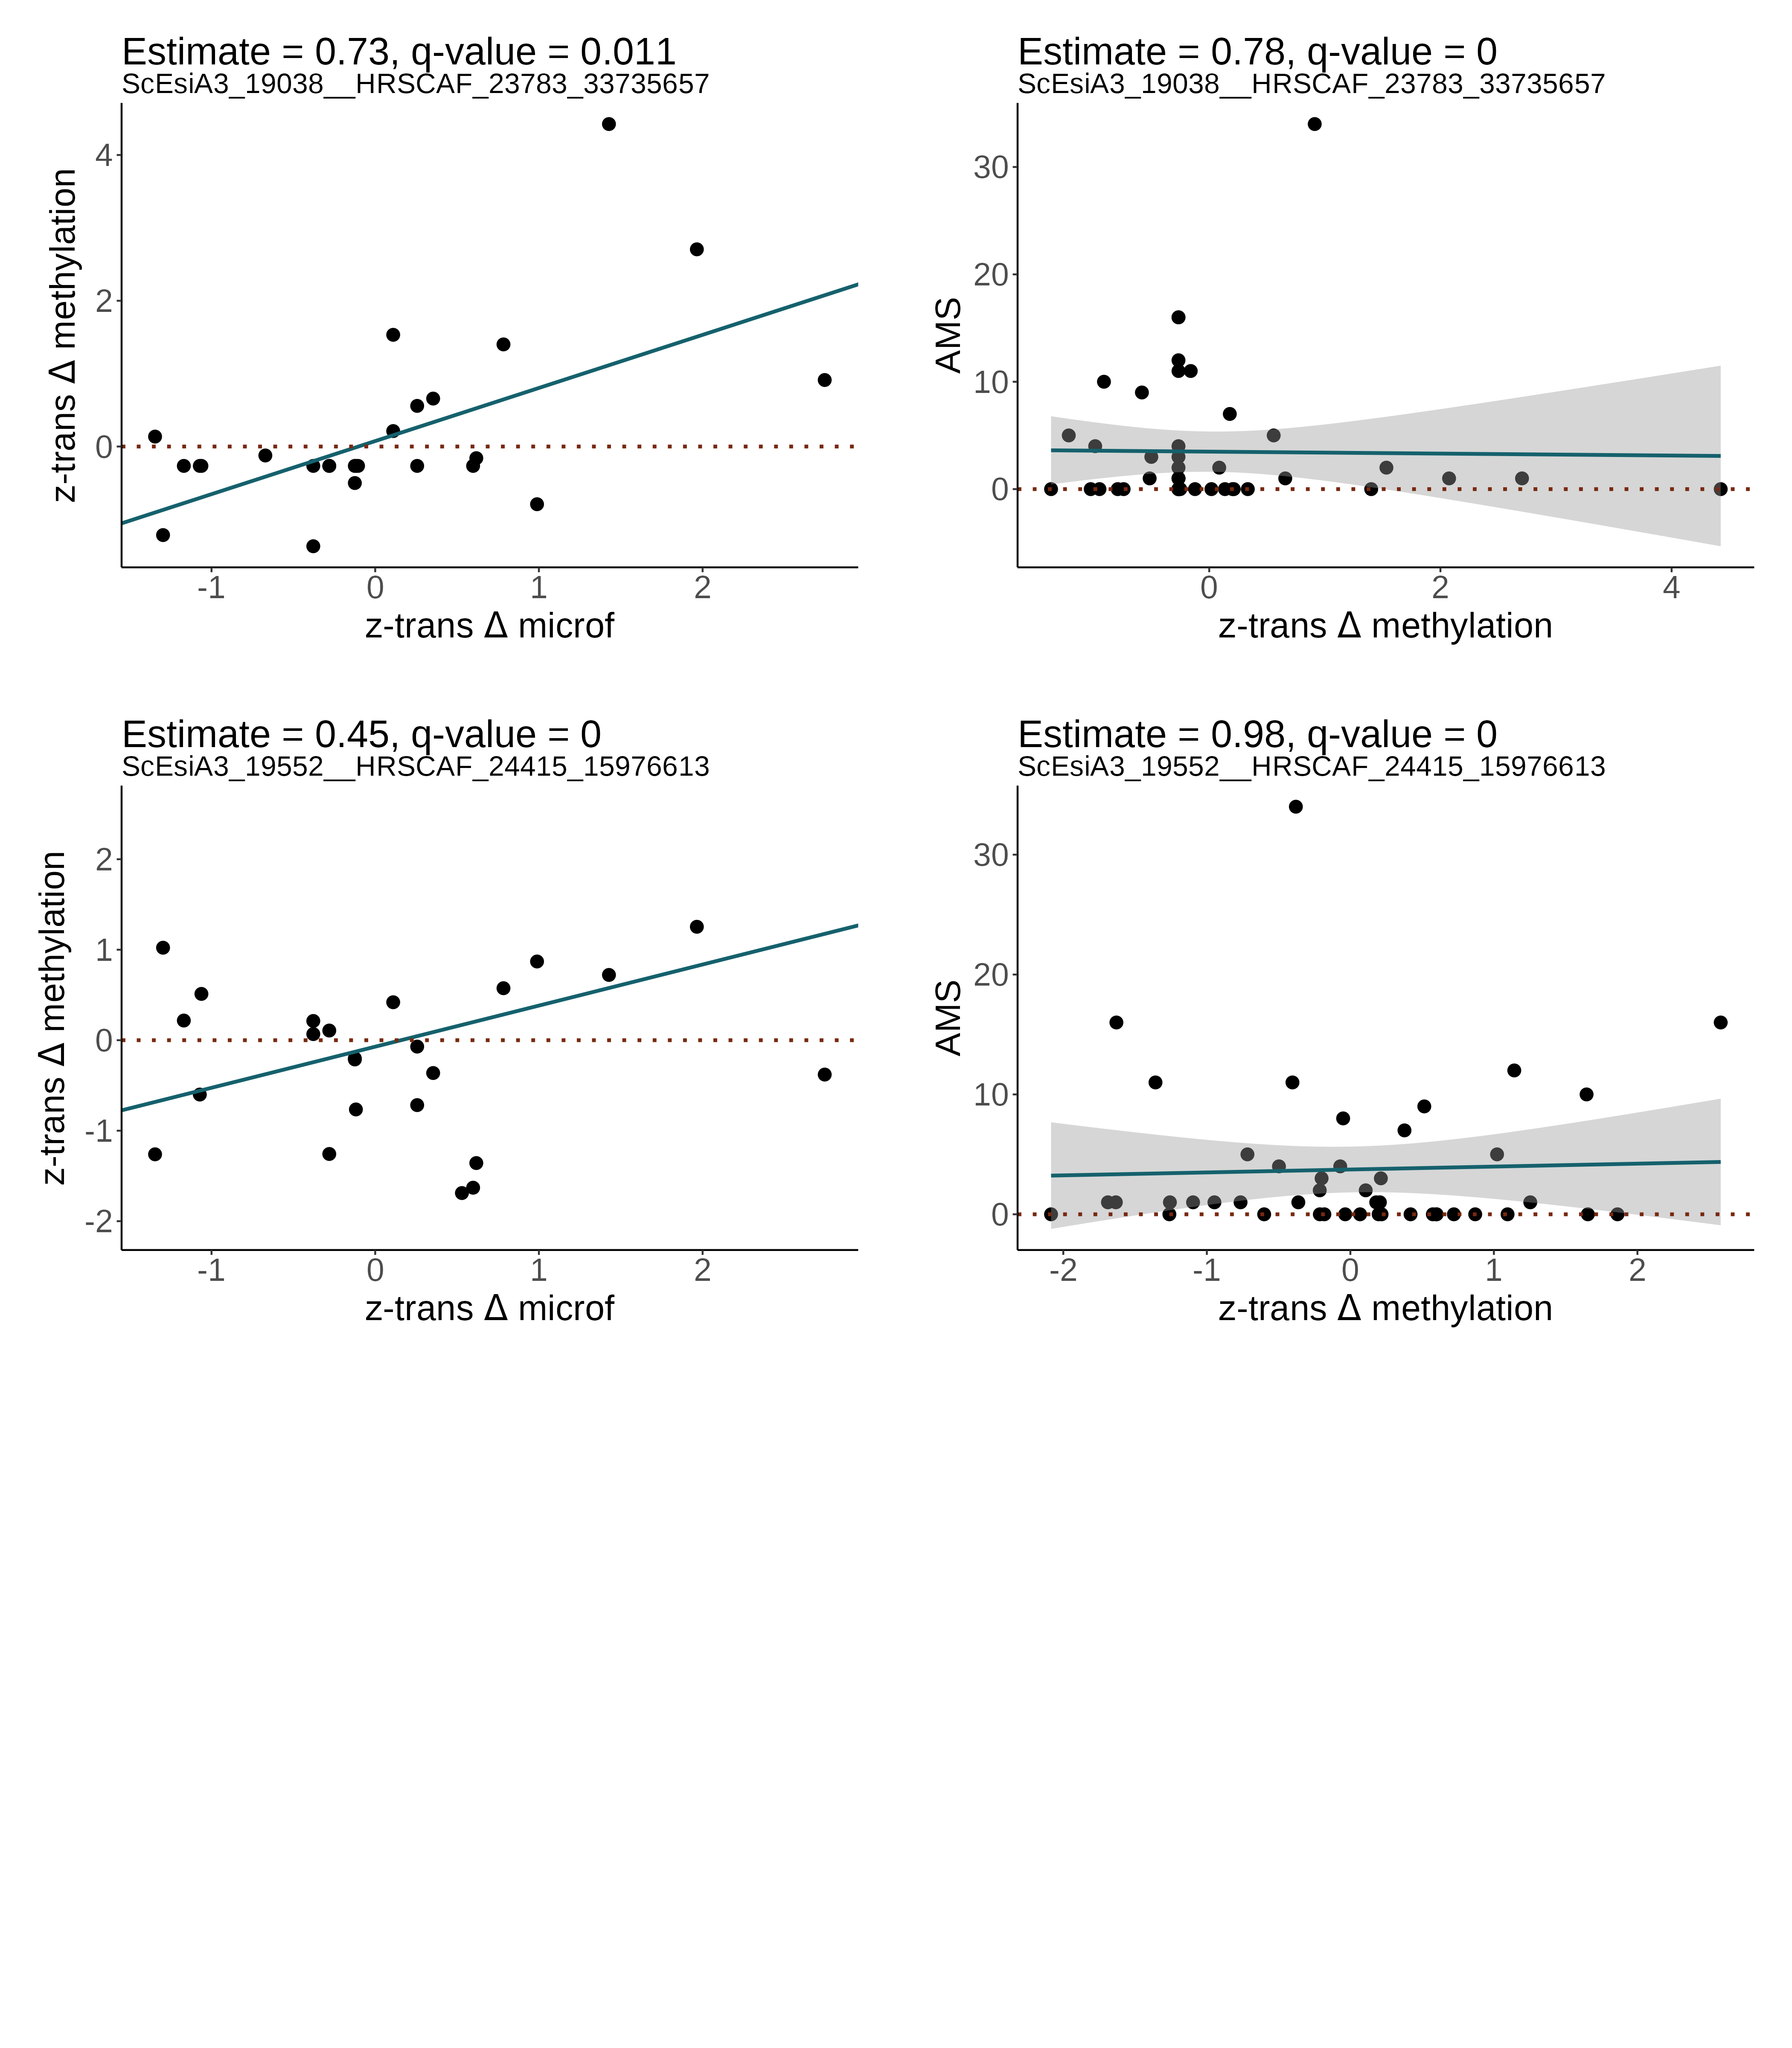 Estimate = 0.73, q-value = 0.011
ScEsiA3_19038__HRSCAF_23783_33735657
4
2
0
z-trans Δ methylation
-1
0
1
2
z-trans Δ microf
Estimate = 0.78, q-value = 0
ScEsiA3_19038__HRSCAF_23783_33735657
30
20
10
0
AMS
0
2
4
z-trans Δ methylation
Estimate = 0.45, q-value = 0
ScEsiA3_19552__HRSCAF_24415_15976613
2
1
0
-1
-2
z-trans Δ methylation
-1
0
1
2
z-trans Δ microf
Estimate = 0.98, q-value = 0
ScEsiA3_19552__HRSCAF_24415_15976613
30
20
10
0
AMS
-2
-1
0
1
2
z-trans Δ methylation